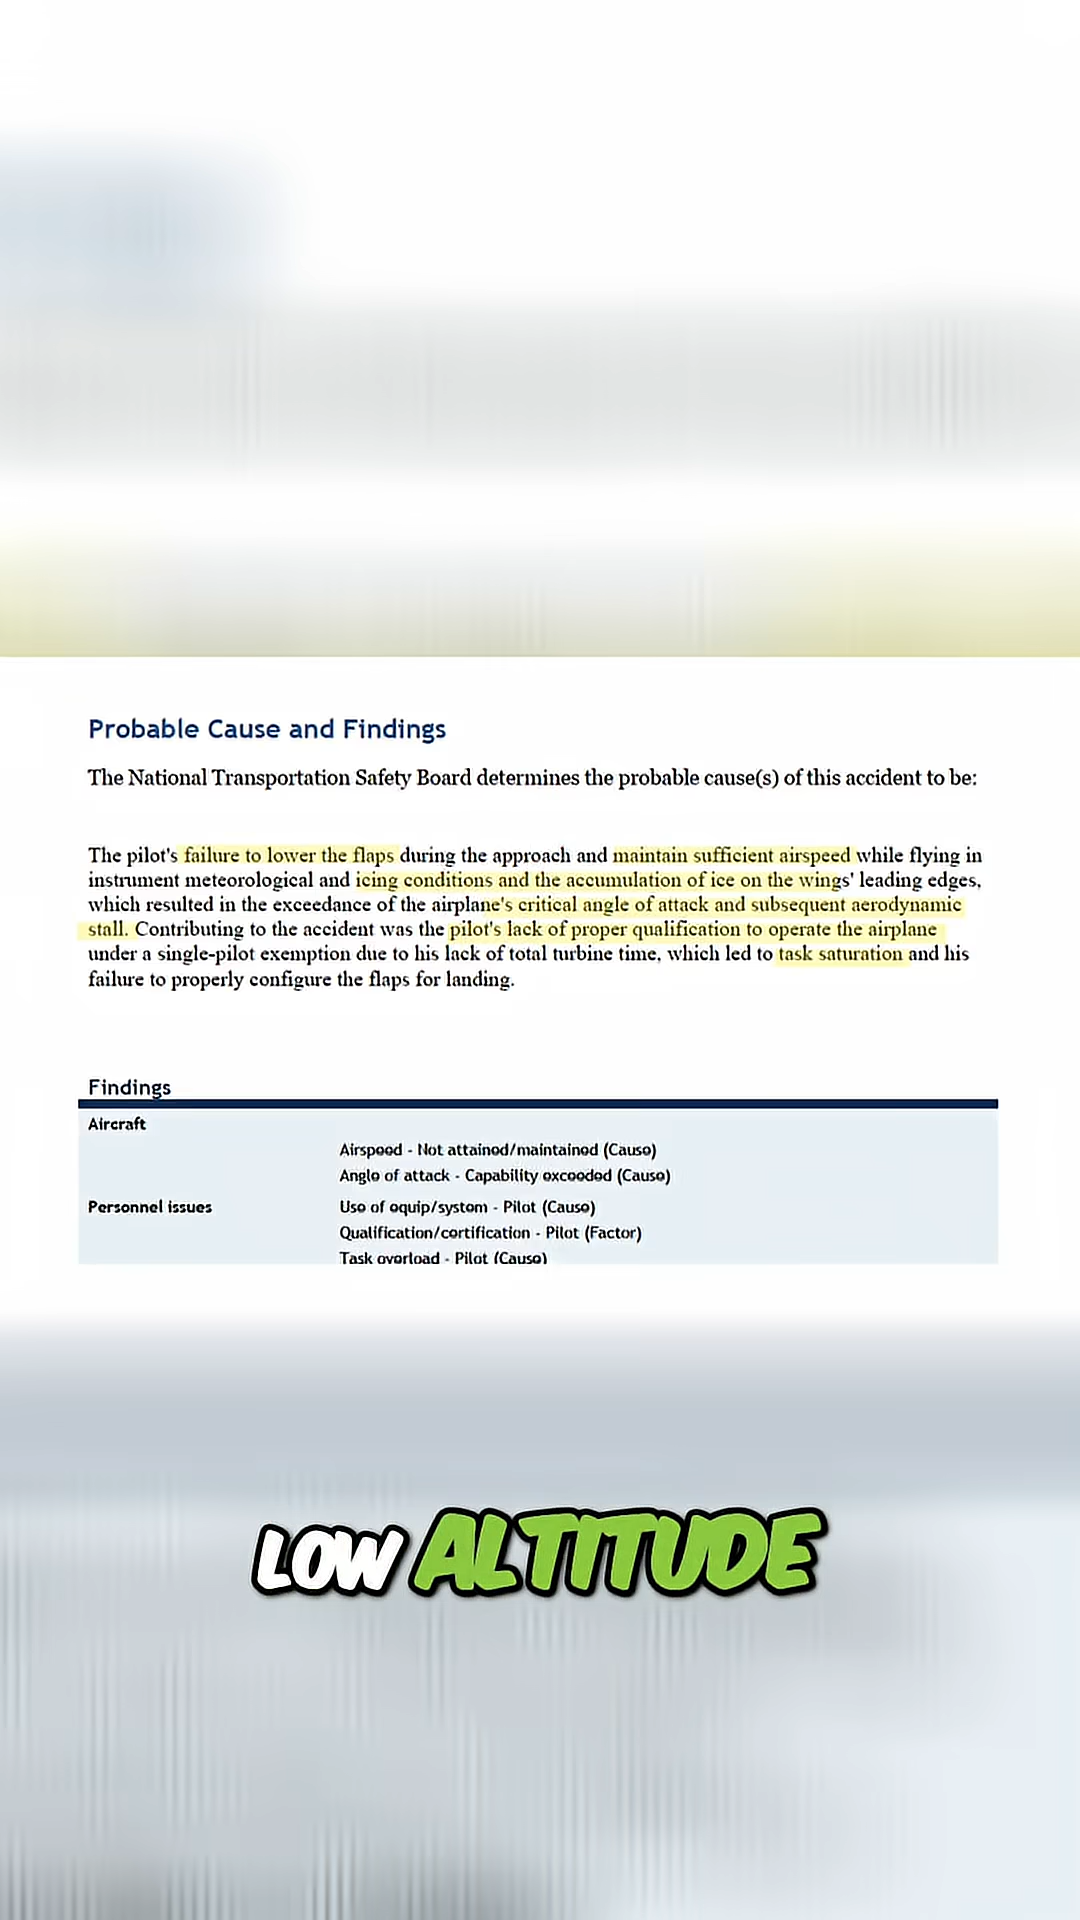 Probable Cause and Findings
The National Transportation Safety Board determines the probable cause(s) of this accident to be:
The pilot's failure to lower the flaps during the approach and maintain sufficient airspeed while flying in
instrument meteorological and icing conditions and the accumulation of ice on the wings' leading edges,
which resulted in the exceedance of the airplane's critical angle of attack and subsequent aerodynamic
stall. Contributing to the accident was the pilot's lack of proper qualification to operate the airplane
under a single-pilot exemption due to his lack of total turbine time, which led to task saturation and his
failure to properly configure the flaps for landing.
Findings
Aircraft
Airspeed - Not attained/maintained (Cause)
Angle of attack - Capability exceeded (Cause)
Personnel issues Use of equip/system - Pilot (Cause)
Qualification/certification - Pilot (Factor)
Task overload - Pilot (Cause)
LOW ALTITUDE